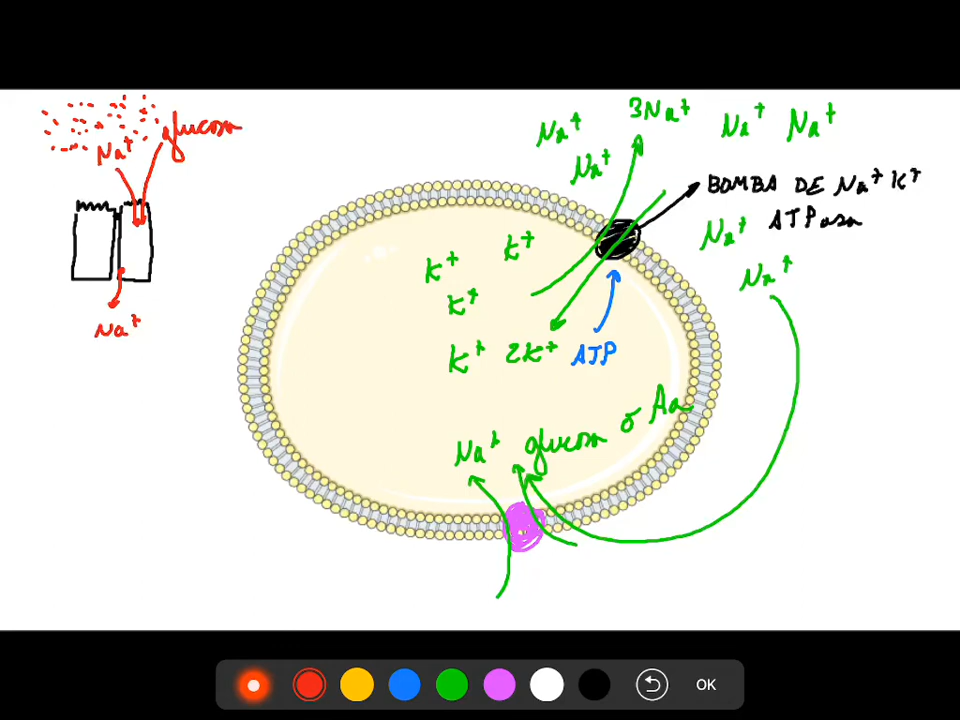 glucosa
Na+
Na+
Na+
3Na+
Na+
Na+
Na+
BOMBA DE Na+ K+
ATPasa
Na+
Na+
K+
K+
K+
K+
2K+
ATP
Na+
glucosa o Aa
OK